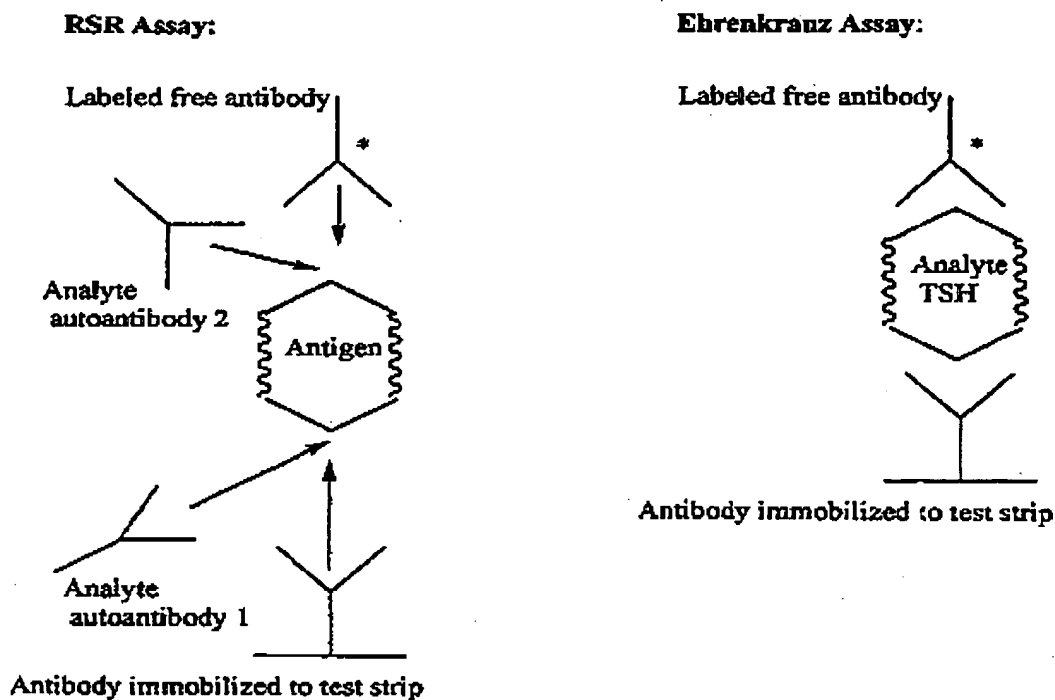 RSR Assay:
Labeled free antibody
*
Analyte
autoantibody 2
Antigen
Analyte
autoantibody 1
Antibody immobilized to test strip
Ehrenkranz Assay:
Labeled free antibody
*
Analyte
TSH
Antibody immobilized to test strip